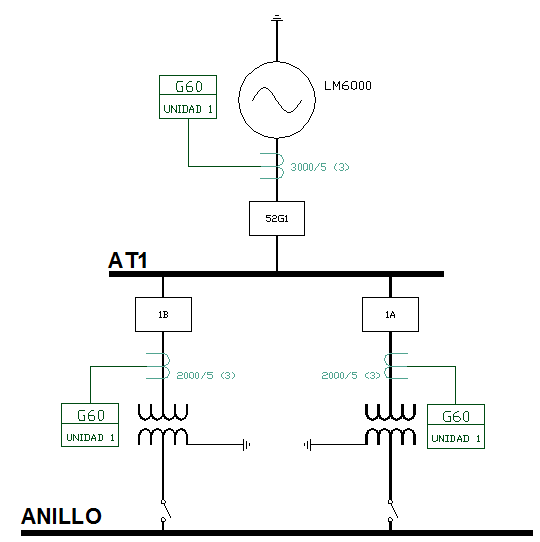 LM6000
G60
UNIDAD 1
3000/5 (3)
52G1
AT1
1B
1A
2000/5 (3)
2000/5 (3)
G60
UNIDAD 1
G60
UNIDAD 1
ANILLO